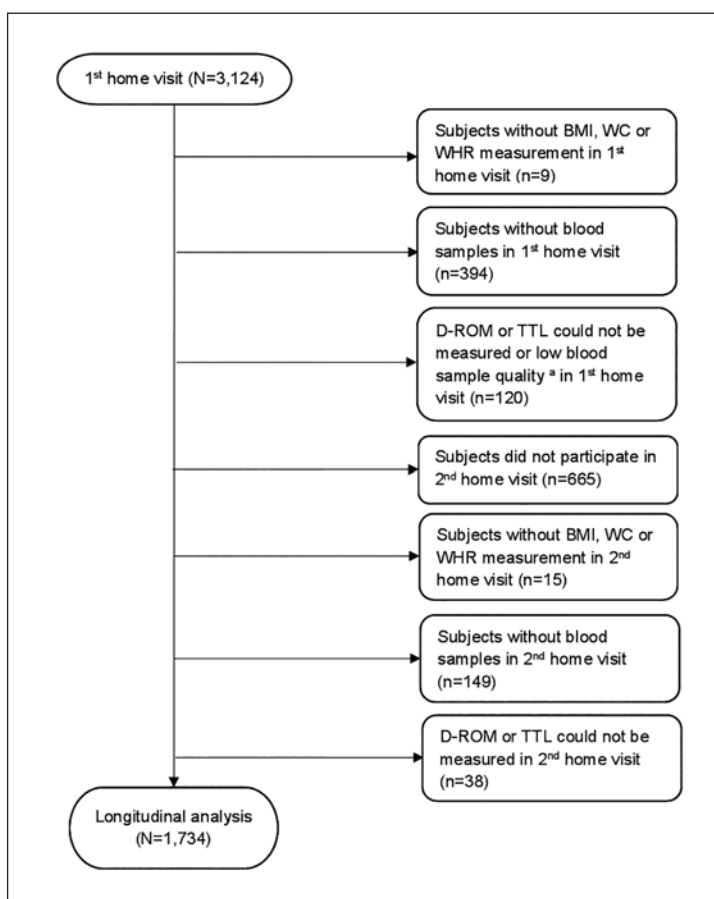 1st home visit (N=3,124)
Subjects without BMI, WC or
WHR measurement in 1st
home visit (n=9)
Subjects without blood
samples in 1st home visit
(n=394)
D-ROM or TTL could not be
measured or low blood
sample quality a in 1st home
visit (n=120)
Subjects did not participate in
2nd home visit (n=665)
Subjects without BMI, WC or
WHR measurement in 2nd
home visit (n=15)
Subjects without blood
samples in 2nd home visit
(n=149)
D-ROM or TTL could not be
measured in 2nd home visit
(n=38)
Longitudinal analysis
(N=1,734)